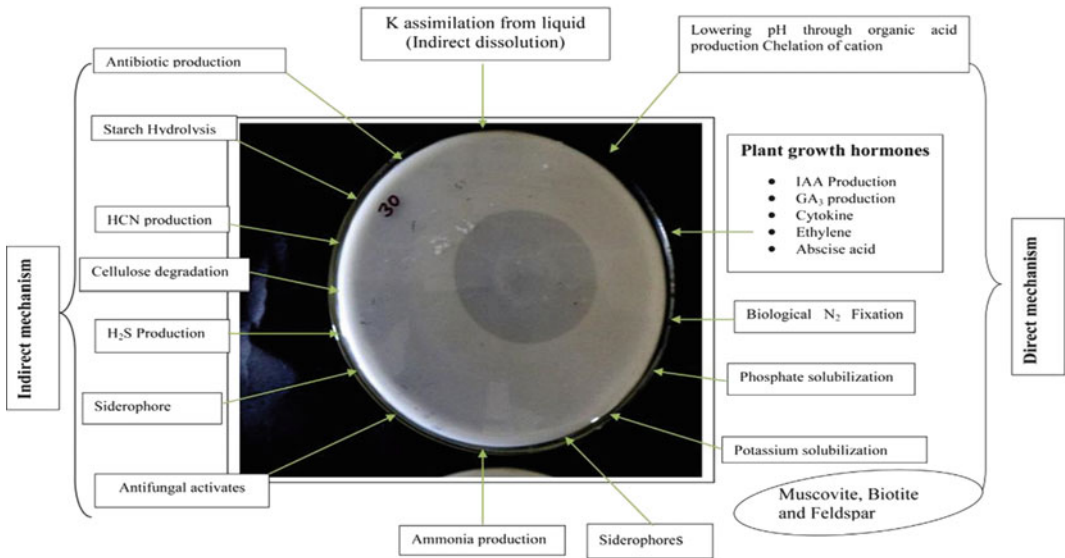 K assimilation from liquid
(Indirect dissolution)
Lowering pH through organic acid
production Chelation of cation
Antibiotic production
Starch Hydrolysis
HCN production
Cellulose degradation
H₂S Production
Siderophore
Antifungal activates
Indirect mechanism
30
Plant growth hormones
• IAA Production
• GA₃ production
• Cytokine
• Ethylene
• Abscise acid
Biological N₂ Fixation
Phosphate solubilization
Potassium solubilization
Muscovite, Biotite
and Feldspar
Direct mechanism
Ammonia production
Siderophores